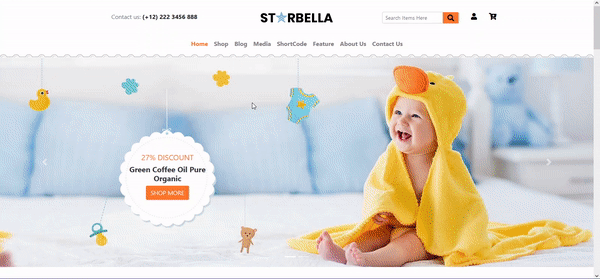 Contact us: (+12) 222 3456 888
ST★RBELLA
Search Items Here
Home Shop Blog Media ShortCode Feature About Us Contact Us
27% DISCOUNT
Green Coffee Oil Pure
Organic
SHOP MORE